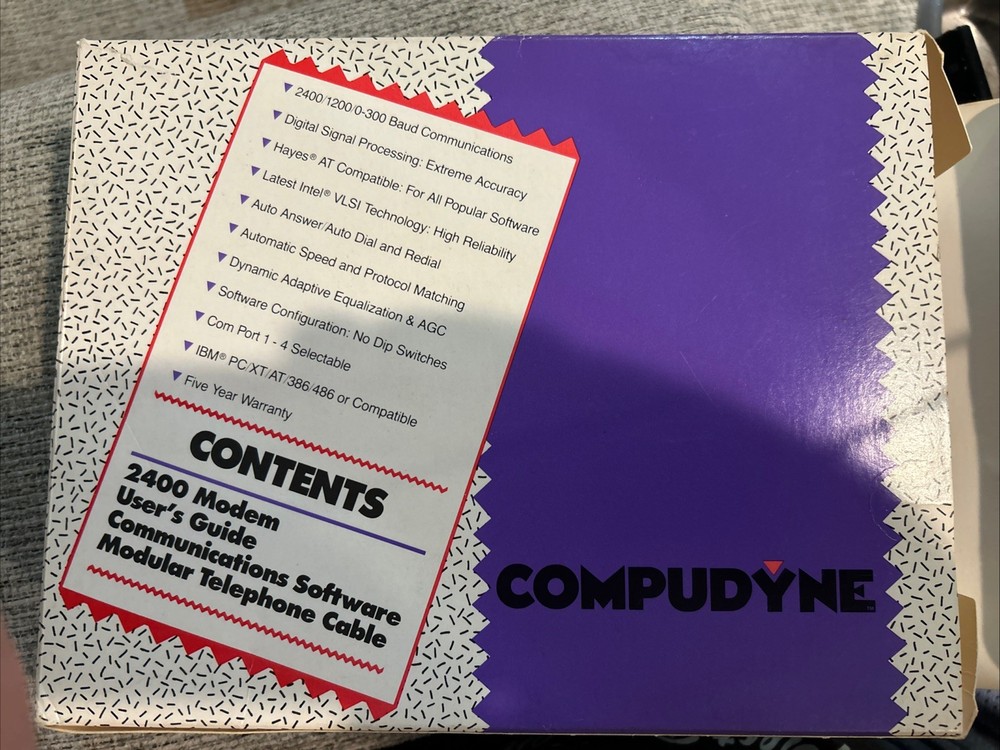 ▼ 2400/1200/0-300 Baud Communications
▼ Digital Signal Processing: Extreme Accuracy
▼ Hayes® AT Compatible: For All Popular Software
▼ Latest Intel® VLSI Technology: High Reliability
▼ Auto Answer/Auto Dial and Redial
▼ Automatic Speed and Protocol Matching
▼ Dynamic Adaptive Equalization & AGC
▼ Software Configuration: No Dip Switches
▼ Com Port 1 - 4 Selectable
▼ IBM® PC/XT/AT/386/486 or Compatible
▼ Five Year Warranty
CONTENTS
2400 Modem
User's Guide
Communications Software
Modular Telephone Cable
COMPUDYNE™